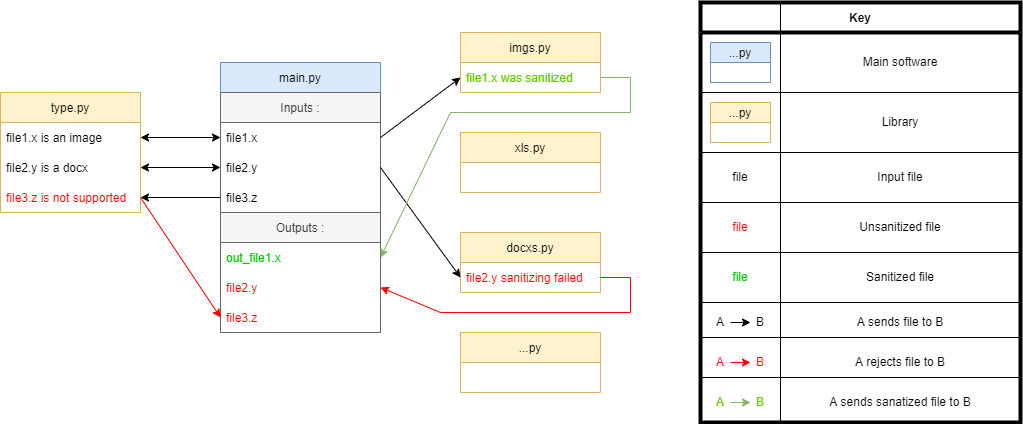 type.py
file1.x is an image
file2.y is a docx
file3.z is not supported
main.py
Inputs :
file1.x
file2.y
file3.z
Outputs :
out_file1.x
file2.y
file3.z
imgs.py
file1.x was sanitized
xls.py
docxs.py
file2.y sanitizing failed
...py
Key
...py
Main software
...py
Library
file
Input file
file
Unsanitized file
file
Sanitized file
A B
A sends file to B
A B
A rejects file to B
A B
A sends sanatized file to B